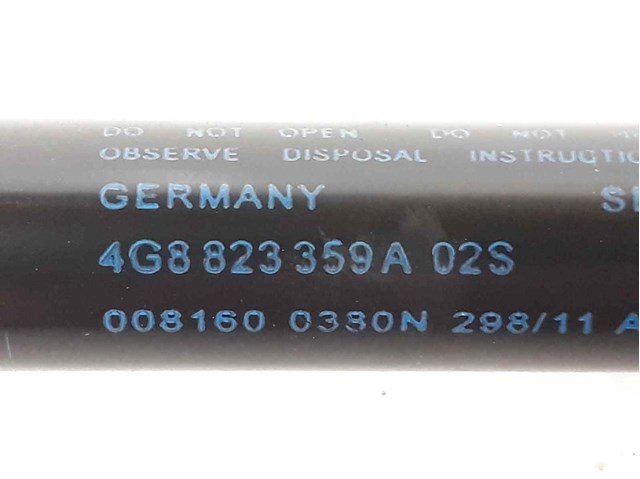 DO NOT OPEN DO NOT
OBSERVE DISPOSAL INSTRUCTIO
GERMANY S
4G8 823 359A 02S
008160 0380N 298/11 A